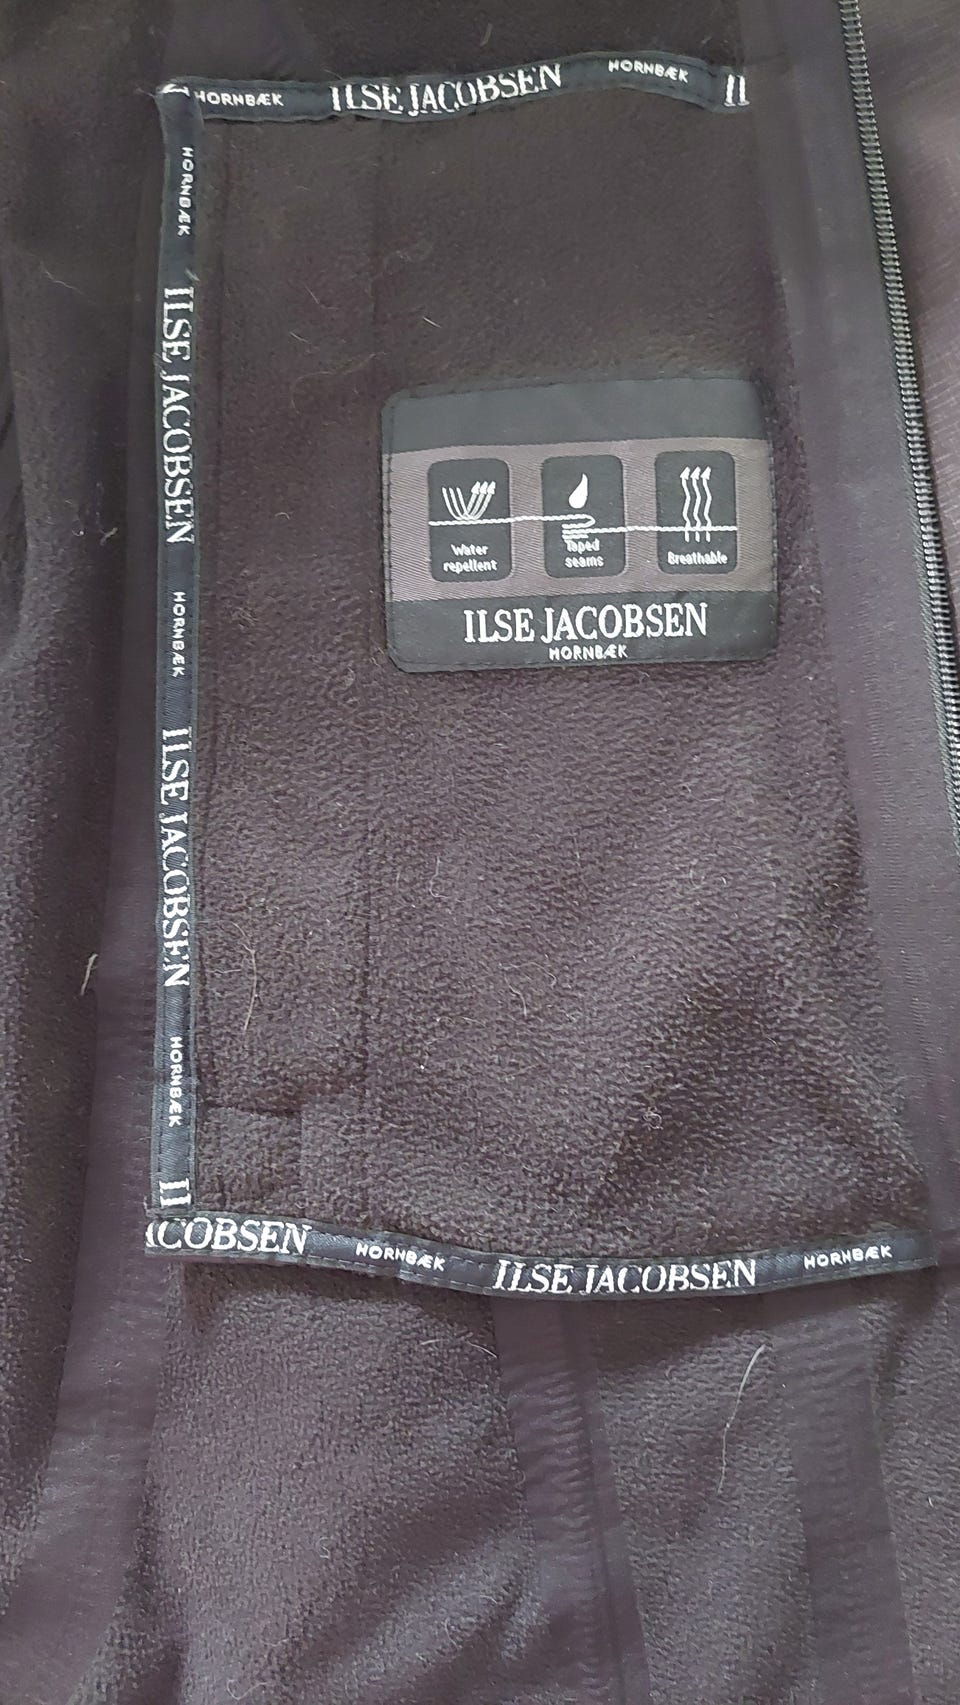 HORNBÆK ILSE JACOBSEN HORNBÆK
HORNBÆK ILSE JACOBSEN HORNBÆK ILSE JACOBSEN HORNBÆK
Water
repellent
Taped
seams
Breathable
ILSE JACOBSEN
HORNBÆK
JACOBSEN HORNBÆK ILSE JACOBSEN HORNBÆK